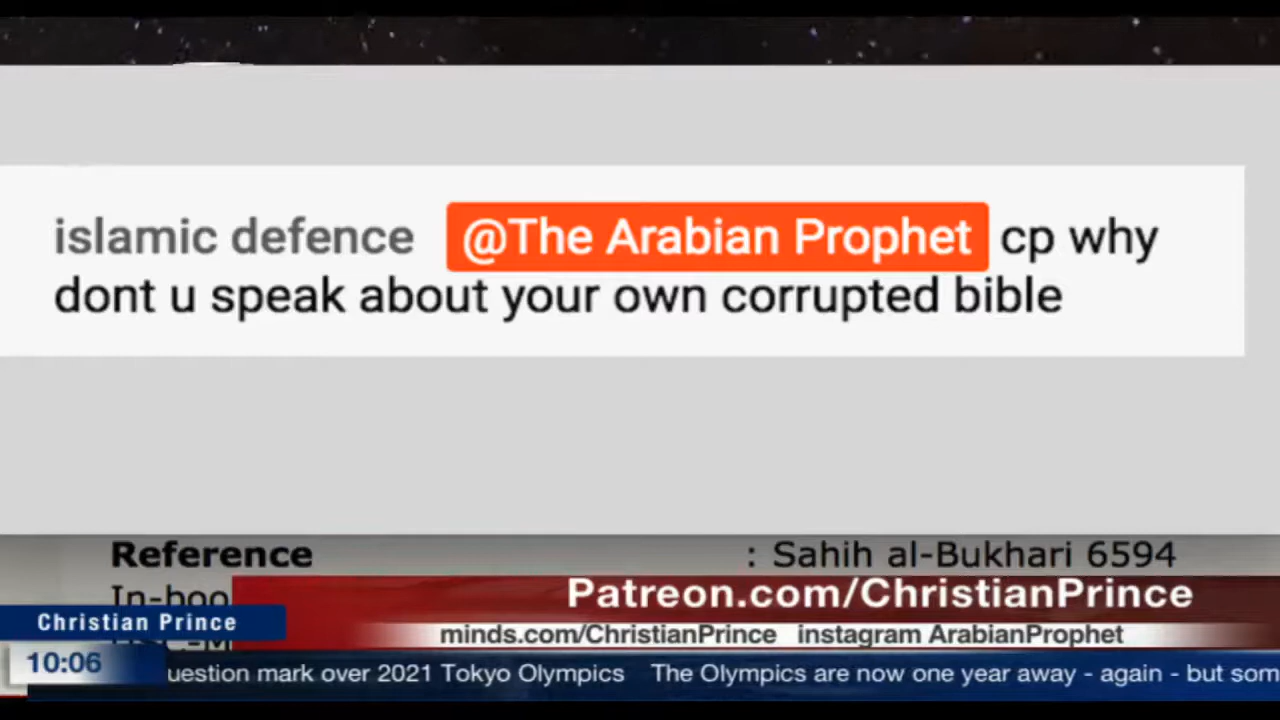 islamic defence @The Arabian Prophet cp why
dont u speak about your own corrupted bible
Reference : Sahih al-Bukhari 6594
In-boo
Patreon.com/ChristianPrince
Christian Prince
minds.com/ChristianPrince instagram ArabianProphet
10:06 uestion mark over 2021 Tokyo Olympics The Olympics are now one year away - again - but som